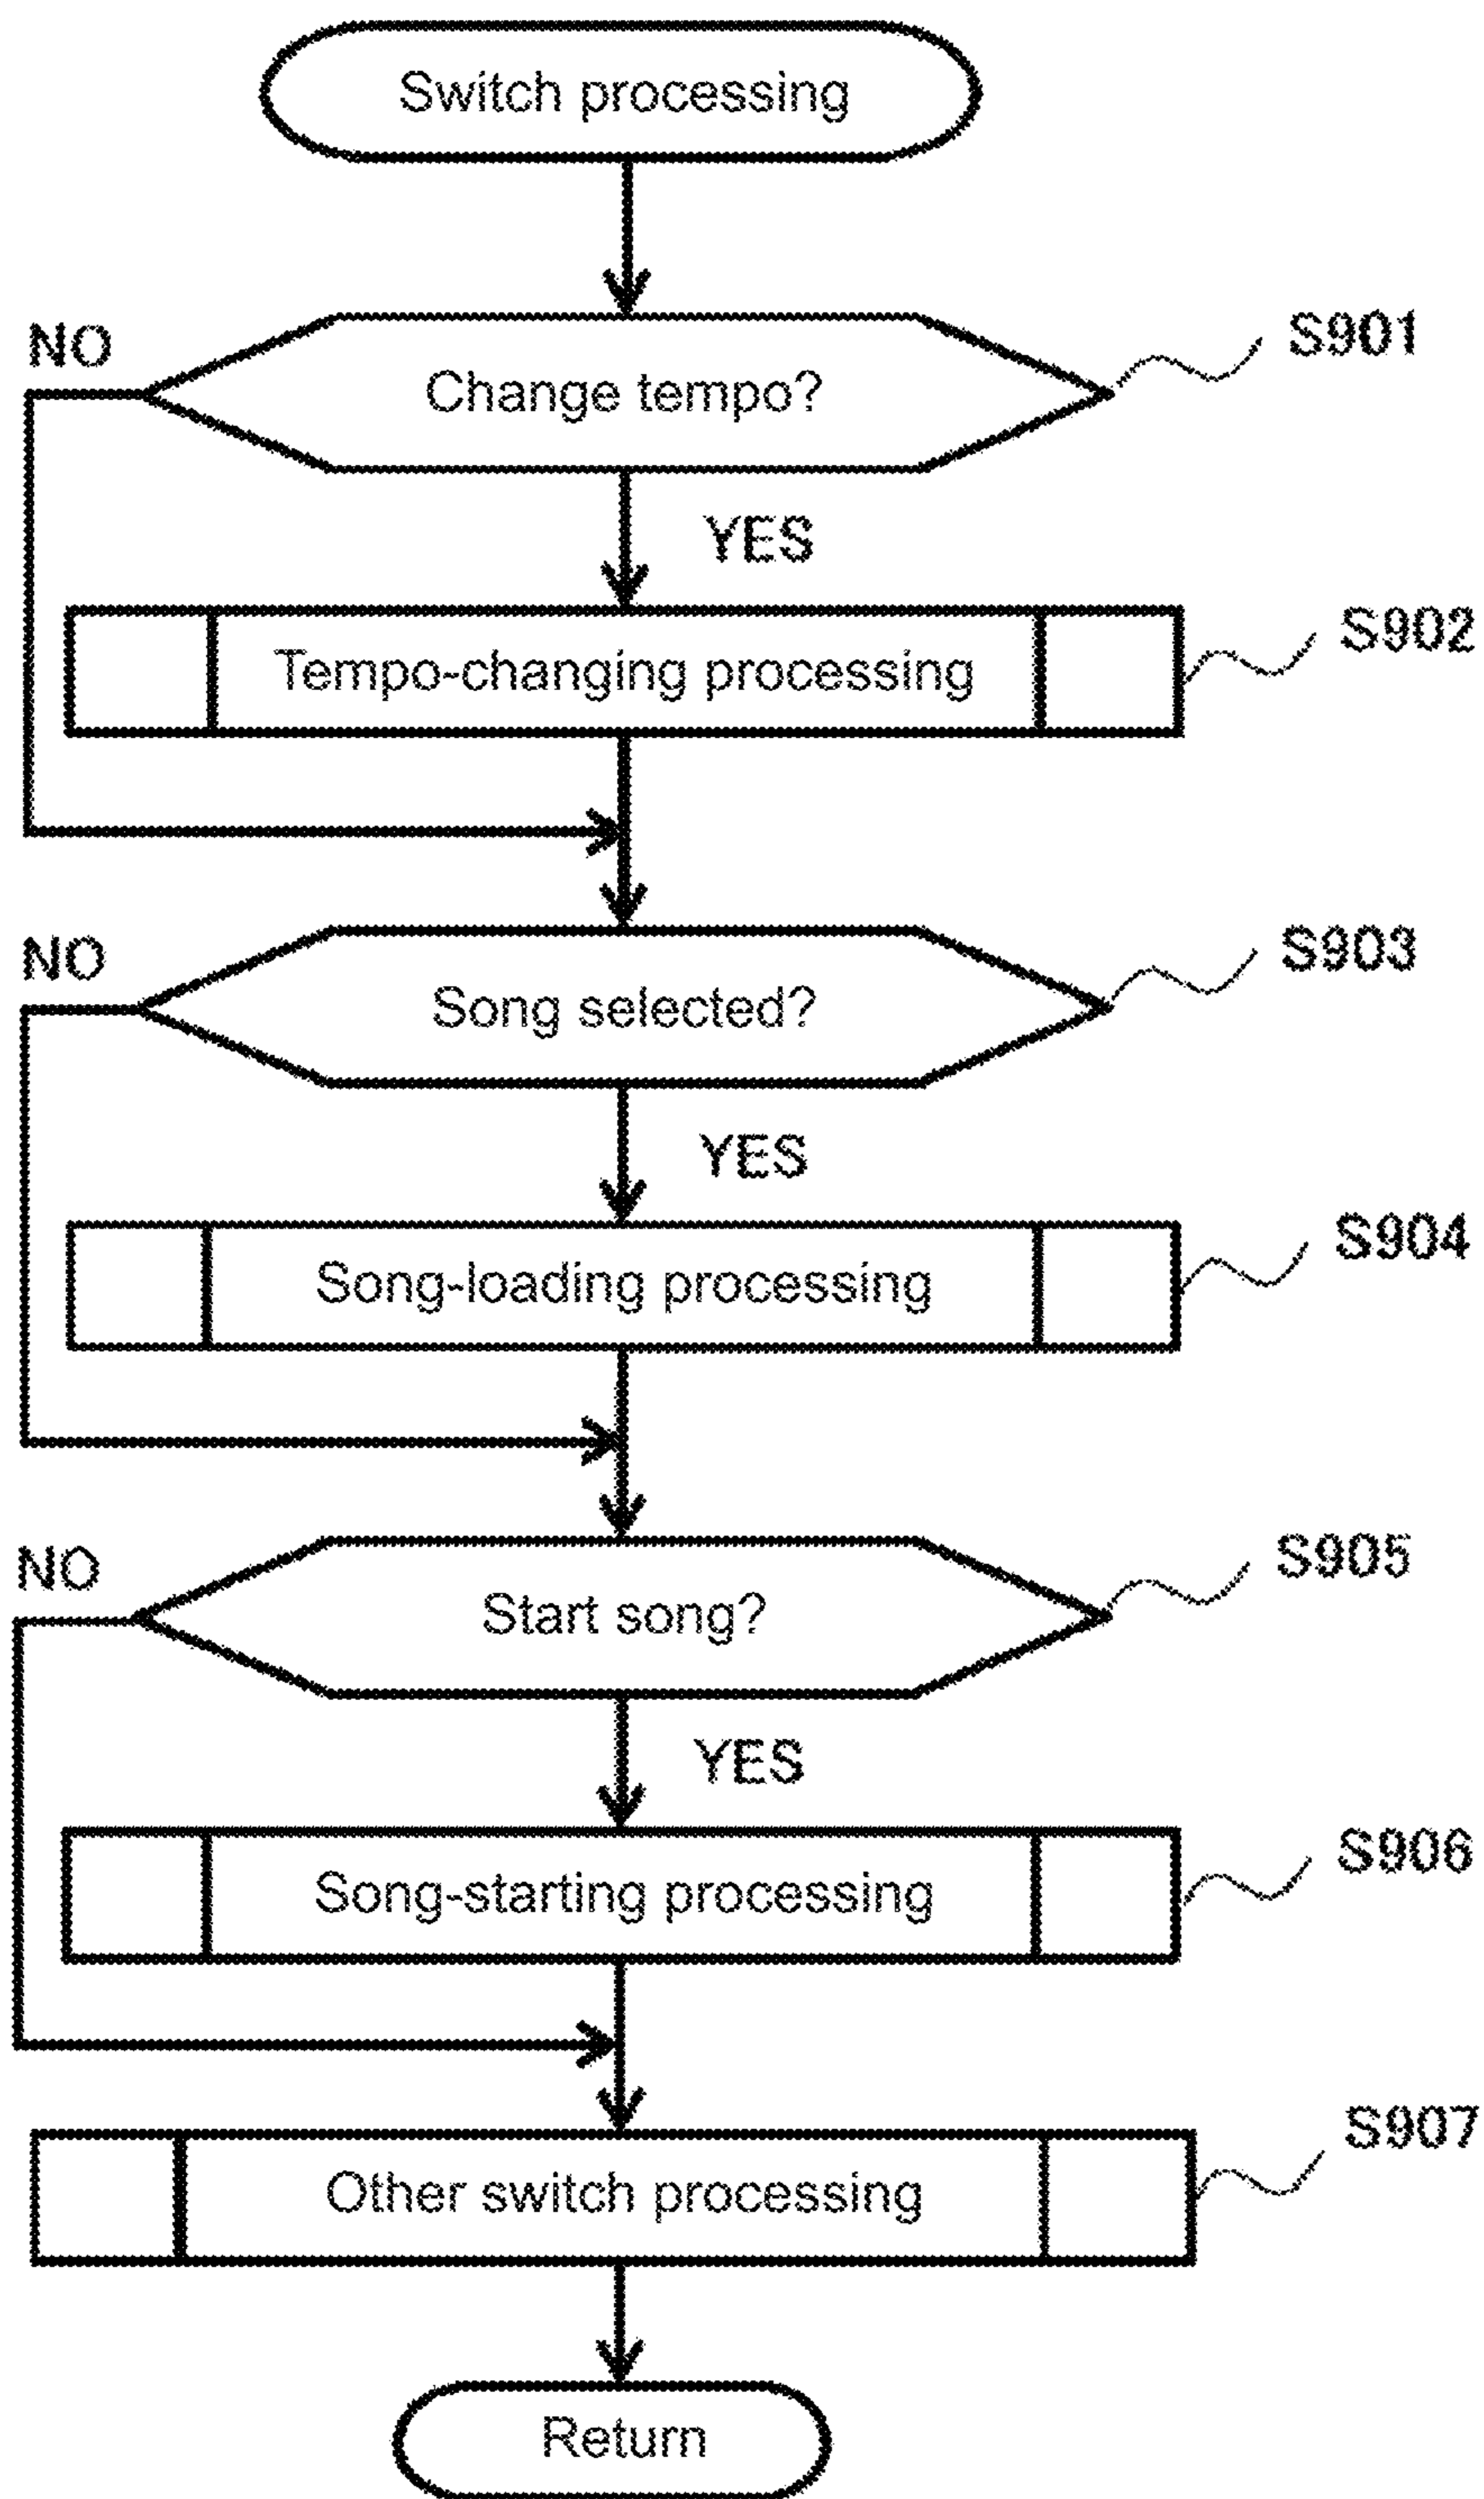 Switch processing
NO
Change tempo?
S901
YES
Tempo-changing processing
S902
NO
Song selected?
S903
YES
Song-loading processing
S904
NO
Start song?
S905
YES
Song-starting processing
S906
Other switch processing
S907
Return